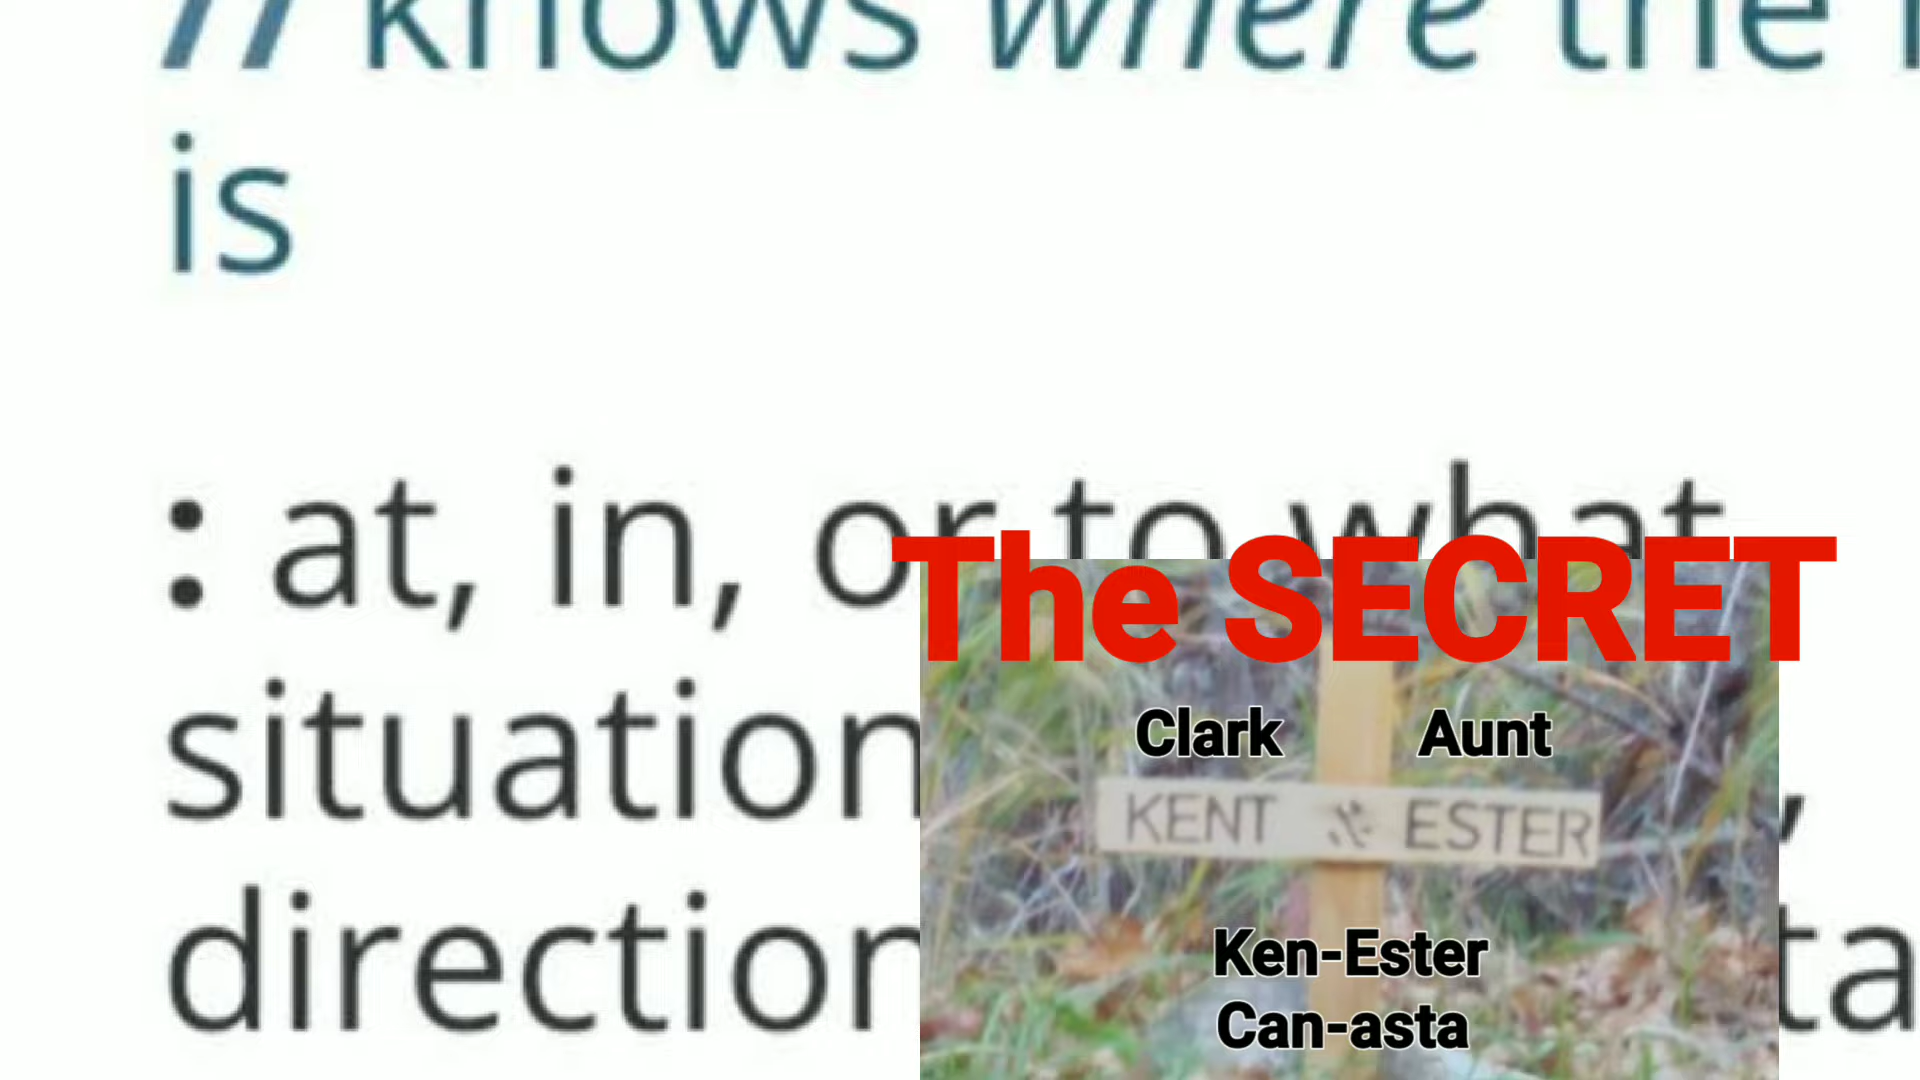 // knows where the
is
: at, in, or to what
situation
direction
The SECRET
Clark Aunt
KENT & ESTER
Ken-Ester
Can-asta